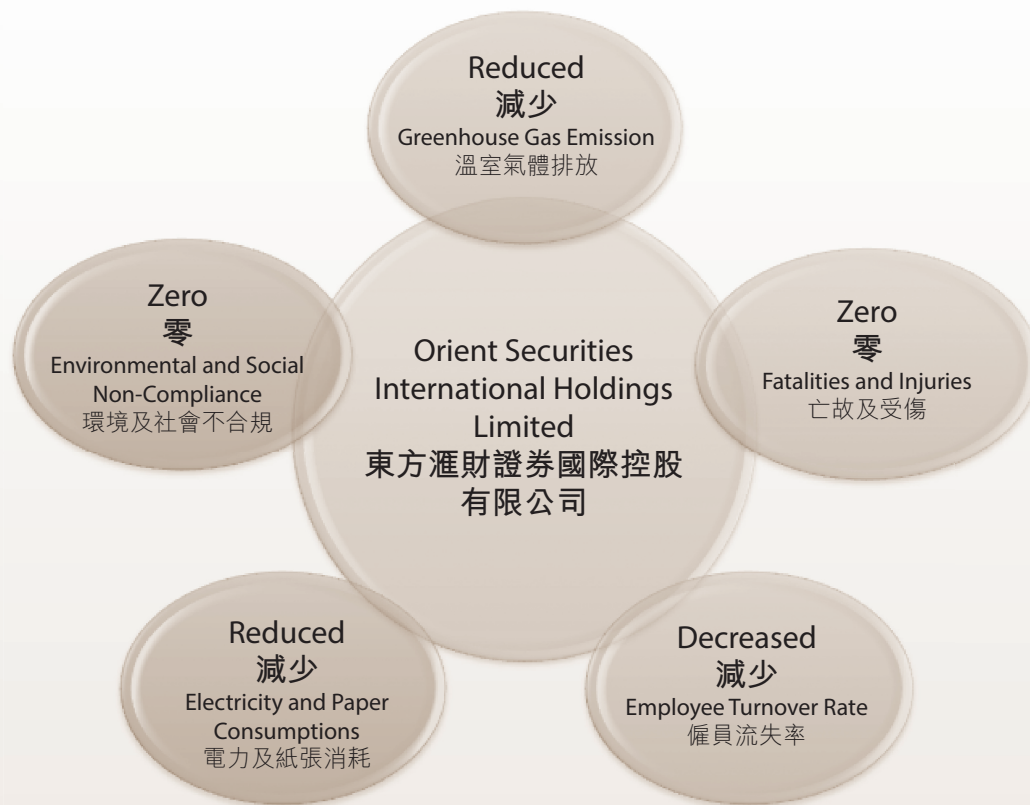 Reduced
減少
Greenhouse Gas Emission
溫室氣體排放
Zero
零
Environmental and Social
Non-Compliance
環境及社會不合規
Orient Securities
International Holdings
Limited
東方滙財證券國際控股
有限公司
Zero
零
Fatalities and Injuries
亡故及受傷
Reduced
減少
Electricity and Paper
Consumptions
電力及紙張消耗
Decreased
減少
Employee Turnover Rate
僱員流失率